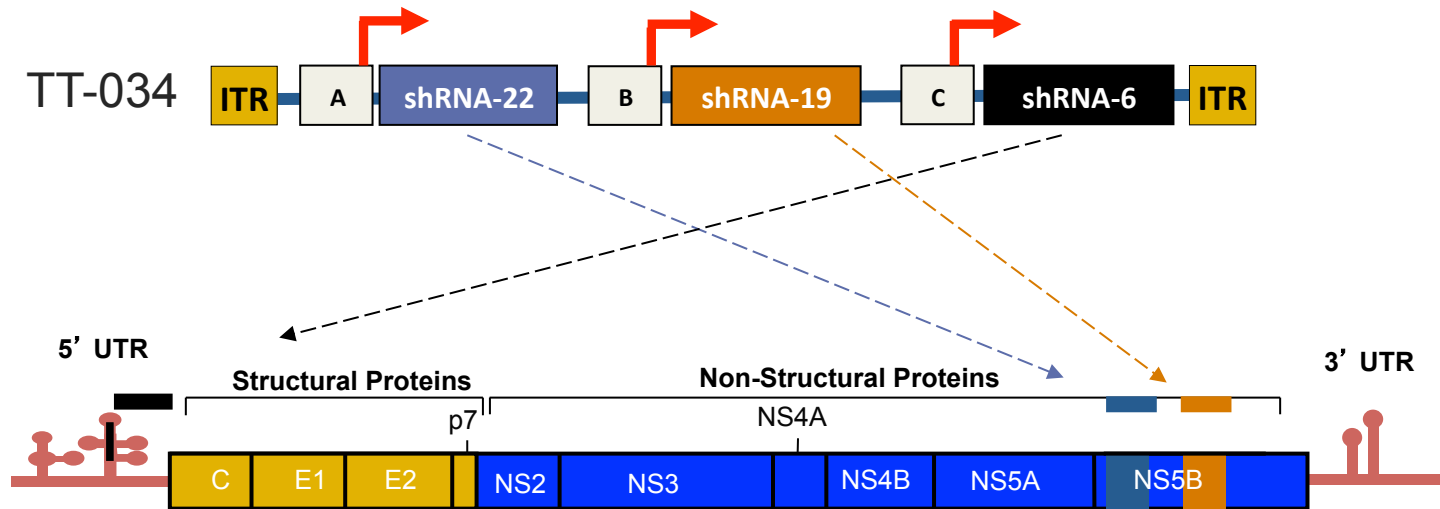 TT-034
ITR A shRNA-22 B shRNA-19 C shRNA-6 ITR
5’ UTR
Structural Proteins
Non-Structural Proteins
3’ UTR
p7
NS4A
C E1 E2 NS2 NS3 NS4B NS5A NS5B